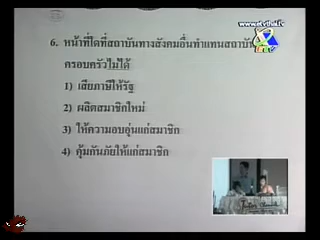 www.etvthai.tv
6. หน้าที่ใดที่สถาบันทางสังคมอื่นทำแทนสถาบัน
ครอบครัวไม่ได้
1) เสียภาษีให้รัฐ
2) ผลิตสมาชิกใหม่
3) ให้ความอบอุ่นแก่สมาชิก
4) คุ้มกันภัยให้แก่สมาชิก